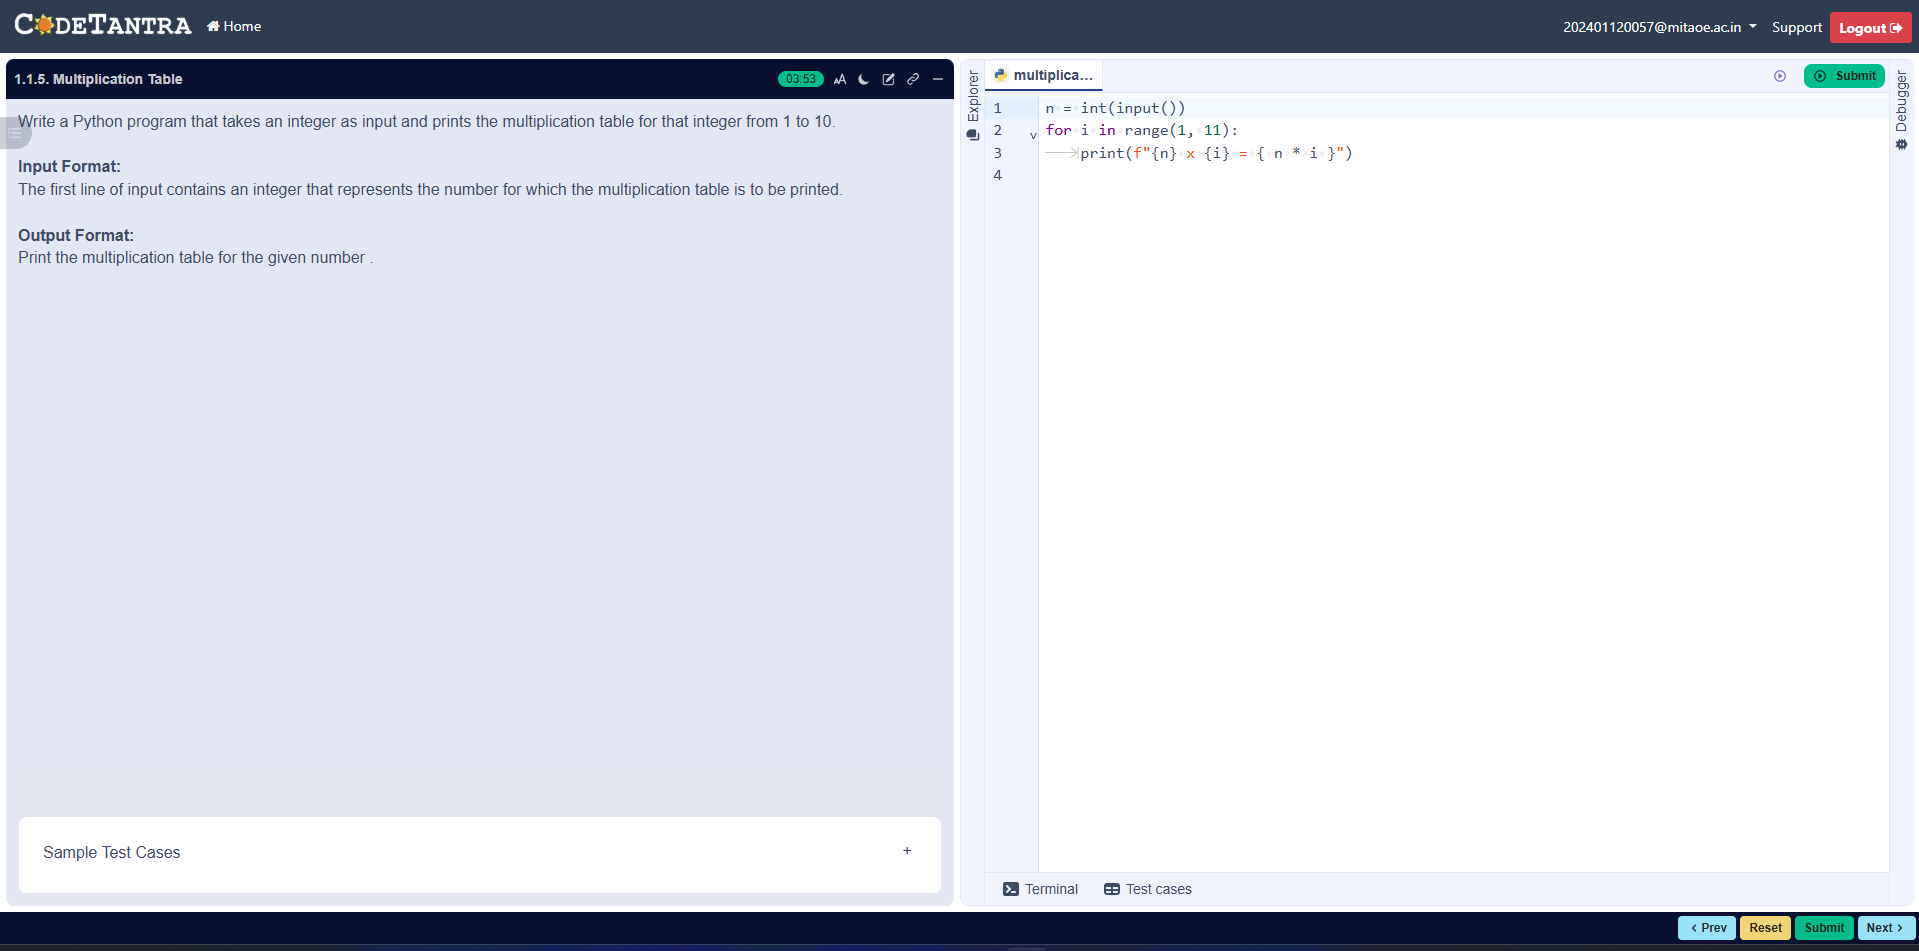 CODETANTRA
Home
202401120057@mitaoe.ac.in
Support
Logout
1.1.5. Multiplication Table
03:53
AA
Write a Python program that takes an integer as input and prints the multiplication table for that integer from 1 to 10.
Input Format:
The first line of input contains an integer that represents the number for which the multiplication table is to be printed.
Output Format:
Print the multiplication table for the given number .
Sample Test Cases
+
Explorer
multiplica...
Submit
Debugger
1 n = int(input())
2 for i in range(1, 11):
3 print(f"{n} x {i} = { n * i }")
4
Terminal
Test cases
< Prev
Reset
Submit
Next >